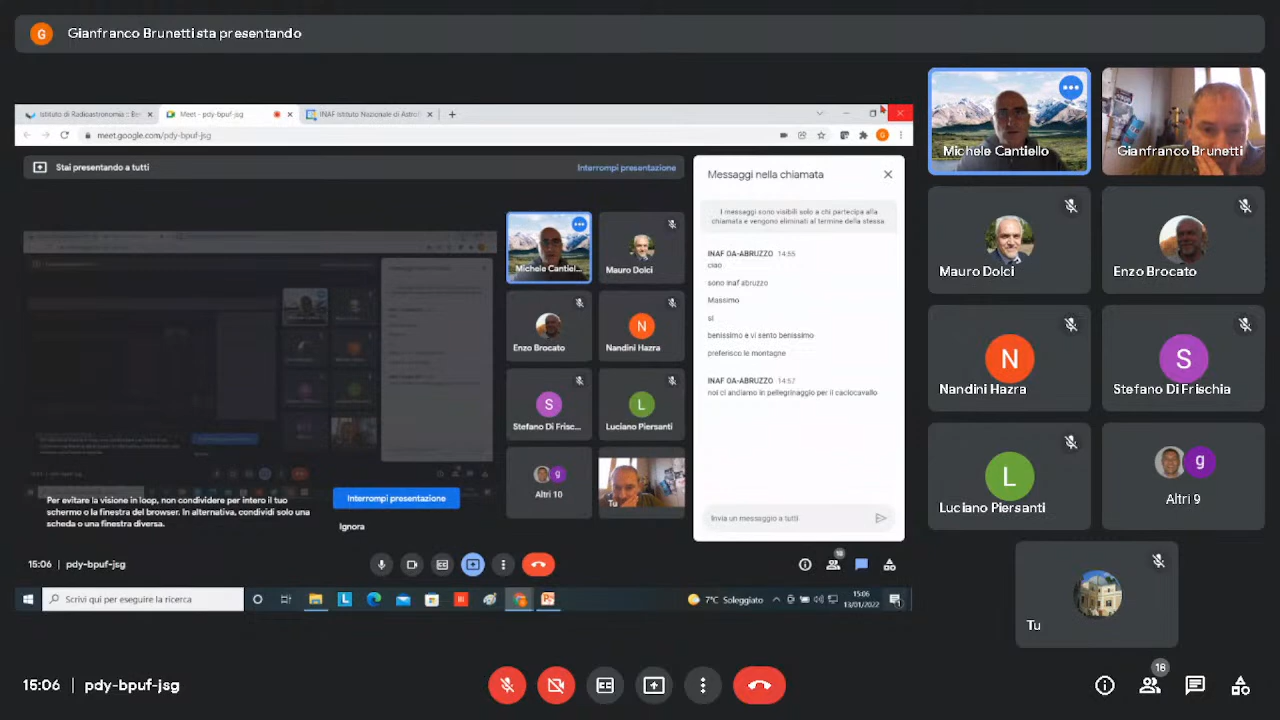 G
Gianfranco Brunetti sta presentando
Istituto di Radioastronomia :: Be
Meet - pdy-bpuf-jsg
INAF Istituto Nazionale di Astrof
meet.google.com/pdy-bpuf-jsg
G
Stai presentando a tutti
Interrompi presentazione
Messaggi nella chiamata
I messaggi sono visibili solo a chi partecipa alla
chiamata e vengono eliminati al termine della stessa
INAF OA-ABRUZZO 14:55
ciao
sono inaf abruzzo
Massimo
si
benissimo e vi sento benissimo
preferisco le montagne
INAF OA-ABRUZZO 14:57
noi ci andiamo in pellegrinaggio per il caciocavallo
Invia un messaggio a tutti
Michele Cantiel...
Mauro Dolci
Enzo Brocato
N
Nandini Hazra
S
Stefano Di Frisc...
L
Luciano Piersanti
g
Altri 10
Tu
Per evitare la visione in loop, non condividere per intero il tuo
schermo o la finestra del browser. In alternativa, condividi solo una
scheda o una finestra diversa.
Interrompi presentazione
Ignora
15:06 | pdy-bpuf-jsg
18
Scrivi qui per eseguire la ricerca
L
7°C Soleggiato
15:06
13/01/2022
1
Michele Cantiello
Gianfranco Brunetti
Mauro Dolci
Enzo Brocato
N
Nandini Hazra
S
Stefano Di Frischia
L
Luciano Piersanti
g
Altri 9
Tu
15:06 | pdy-bpuf-jsg
16